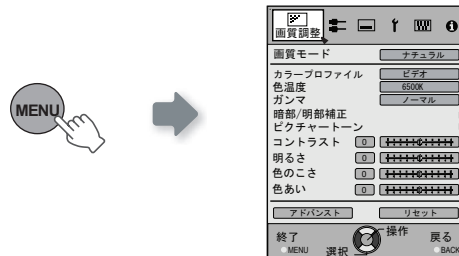 MENU
画質調整
画質モード ナチュラル
カラープロファイル ビデオ
色温度 6500K
ガンマ ノーマル
暗部/明部補正
ピクチャートーン
コントラスト 0
明るさ 0
色のこさ 0
色あい 0
アドバンスト リセット
終了 操作 戻る
MENU 選択 BACK